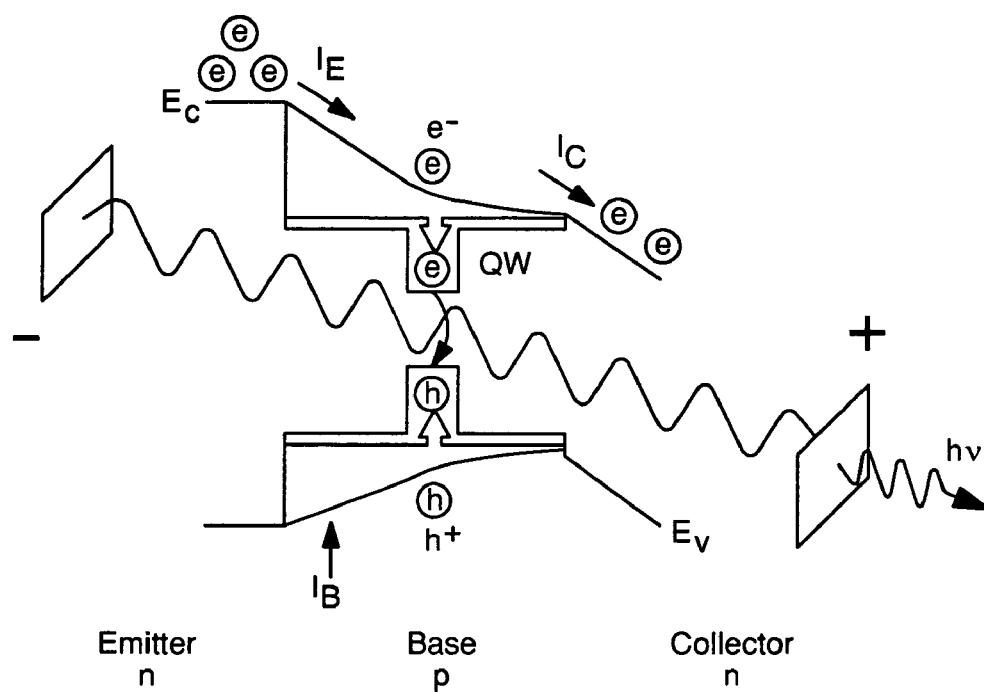 e
e e
I_E
E_C
e⁻
e
I_C
e
e
e
QW
−
+
h
hν
h
h⁺
E_V
I_B
Emitter Base Collector
n p n